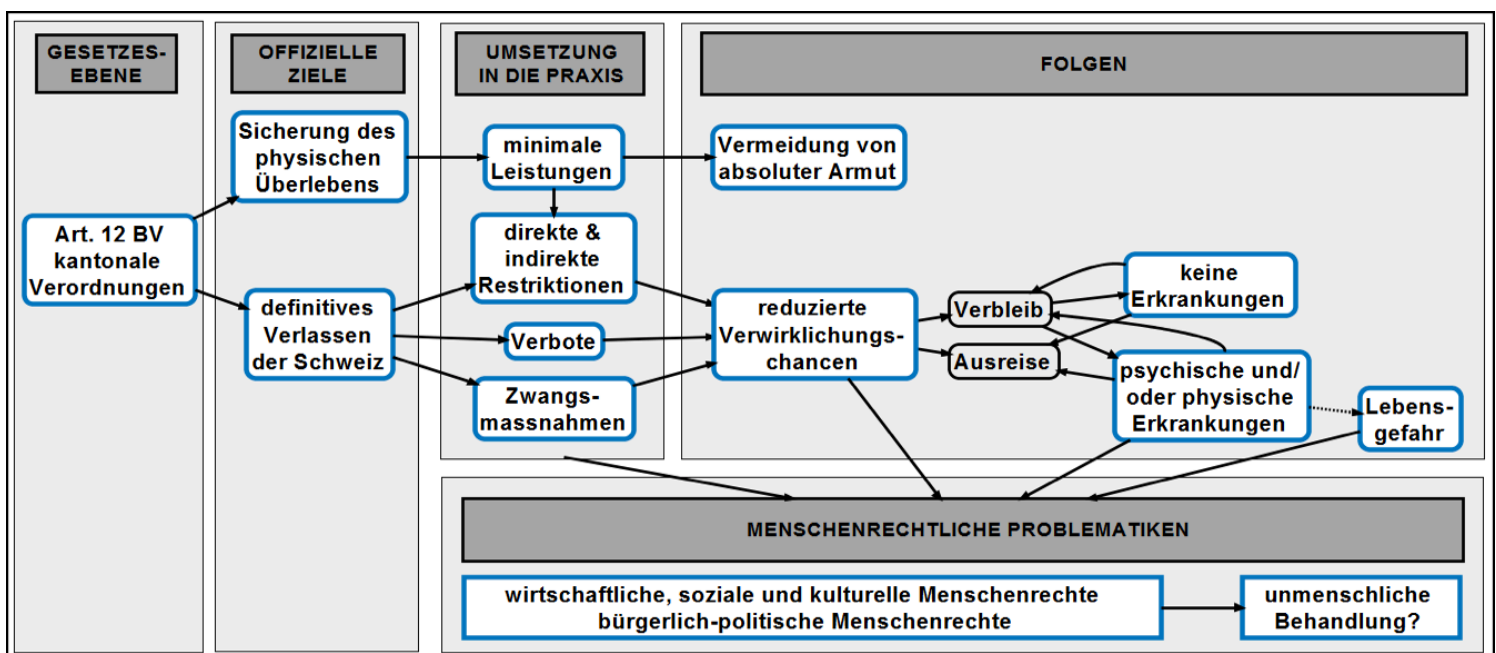 GESETZES-
EBENE
OFFIZIELLE
ZIELE
UMSETZUNG
IN DIE PRAXIS
FOLGEN
Sicherung des
physischen
Überlebens
minimale
Leistungen
Vermeidung von
absoluter Armut
Art. 12 BV
kantonale
Verordnungen
direkte &
indirekte
Restriktionen
definitives
Verlassen
der Schweiz
Verbote
Zwangs-
massnahmen
reduzierte
Verwirklichungs-
chancen
Verbleib
Ausreise
keine
Erkrankungen
psychische und/
oder physische
Erkrankungen
Lebens-
gefahr
MENSCHENRECHTLICHE PROBLEMATIKEN
wirtschaftliche, soziale und kulturelle Menschenrechte
bürgerlich-politische Menschenrechte
unmenschliche
Behandlung?